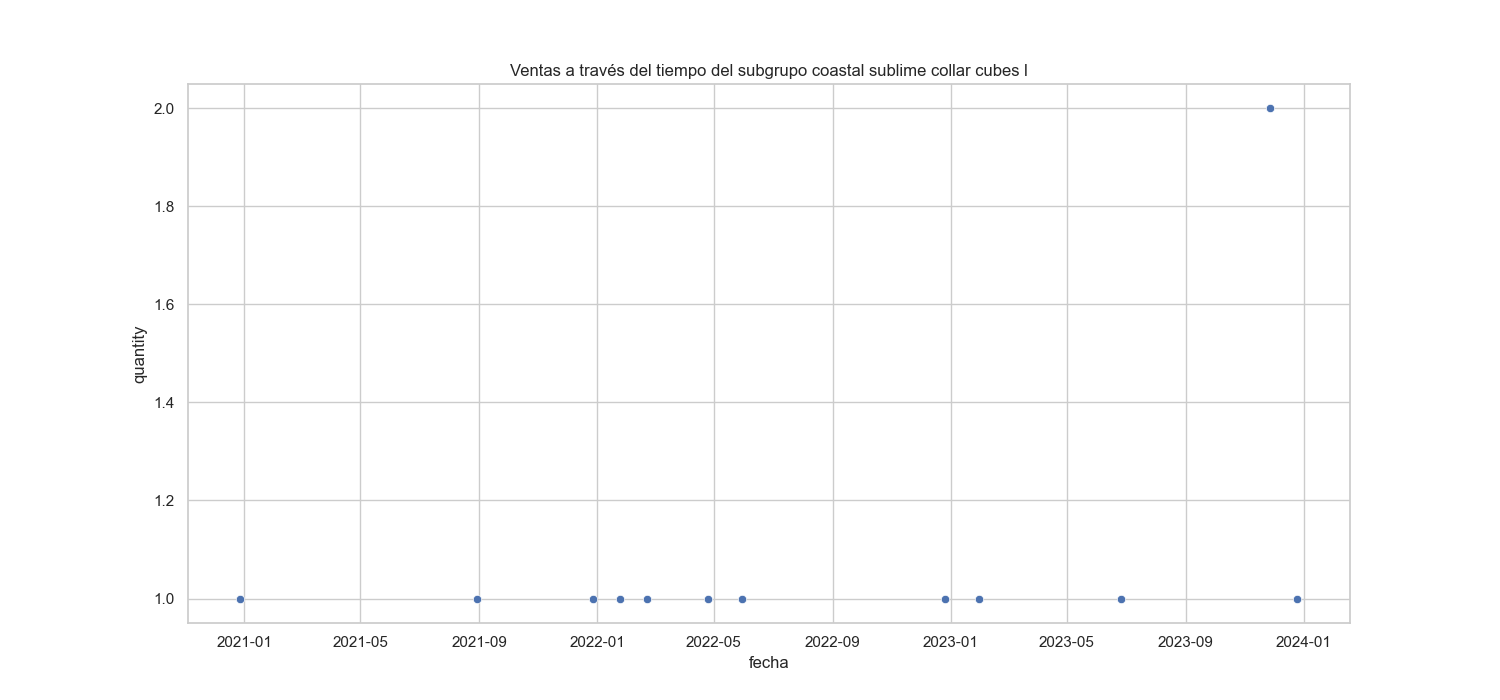 Ventas a través del tiempo del subgrupo coastal sublime collar cubes l
2.0
1.8
1.6
1.4
1.2
1.0
quantity
2021-01 2021-05 2021-09 2022-01 2022-05 2022-09 2023-01 2023-05 2023-09 2024-01
fecha